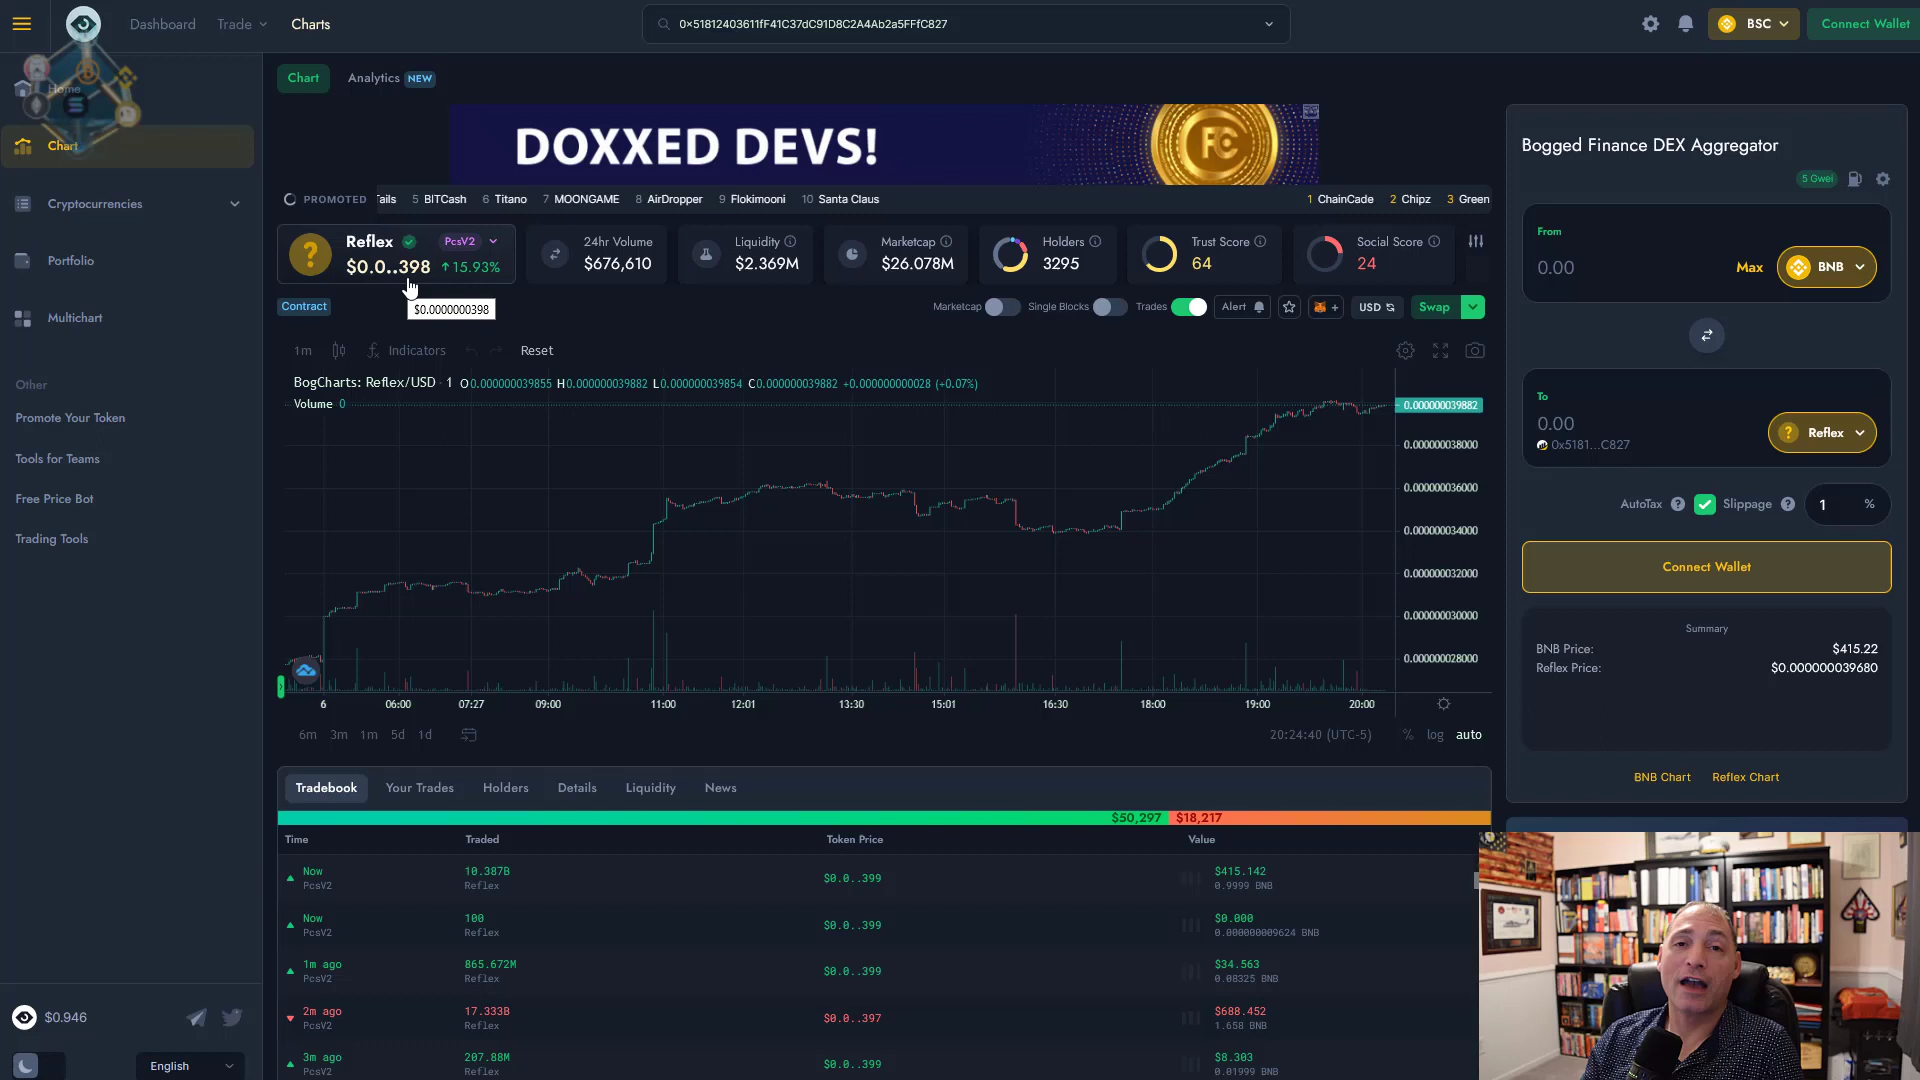 Dashboard
Trade
Charts
0×51812403611fF41C37dC91D8C2A4Ab2a5FFfC827
BSC
Connect Wallet
Home
Chart
Cryptocurrencies
Portfolio
Multichart
Other
Promote Your Token
Tools for Teams
Free Price Bot
Trading Tools
$0.946
English
Chart
Analytics NEW
DOXXED DEVS!
FC
PROMOTED
Tails 5 BITCash 6 Titano 7 MOONGAME 8 AirDropper 9 Flokimooni 10 Santa Claus 1 ChainCade 2 Chipz 3 Green
Reflex PcsV2
$0.0..398 15.93%
24hr Volume
$676,610
Liquidity
$2.369M
Marketcap
$26.078M
Holders
3295
Trust Score
64
Social Score
24
Contract
$0.0000000398
Marketcap Single Blocks Trades Alert + USD Swap
1m Indicators Reset
BogCharts: Reflex/USD · 1 O0.000000039855 H0.000000039882 L0.000000039854 C0.000000039882 +0.000000000028 (+0.07%)
Volume 0
0.000000039882
0.000000038000
0.000000036000
0.000000034000
0.000000032000
0.000000030000
0.000000028000
6 06:00 07:27 09:00 11:00 12:01 13:30 15:01 16:30 18:00 19:00 20:00
6m 3m 1m 5d 1d 20:24:40 (UTC-5) % log auto
Tradebook Your Trades Holders Details Liquidity News
$50,297 $18,217
Time Traded Token Price Value
Now 10.387B $0.0..399 $415.142
PcsV2 Reflex 0.9999 BNB
Now 100 $0.0..399 $0.000
PcsV2 Reflex 0.000000009624 BNB
1m ago 865.672M $0.0..399 $34.563
PcsV2 Reflex 0.08325 BNB
2m ago 17.333B $0.0..397 $688.452
PcsV2 Reflex 1.658 BNB
3m ago 207.88M $0.0..399 $8.303
PcsV2 Reflex 0.01999 BNB
Bogged Finance DEX Aggregator
5 Gwei
From
0.00 Max BNB
To
0.00
0x5181...C827
Reflex
AutoTax Slippage 1 %
Connect Wallet
Summary
BNB Price: $415.22
Reflex Price: $0.000000039680
BNB Chart Reflex Chart